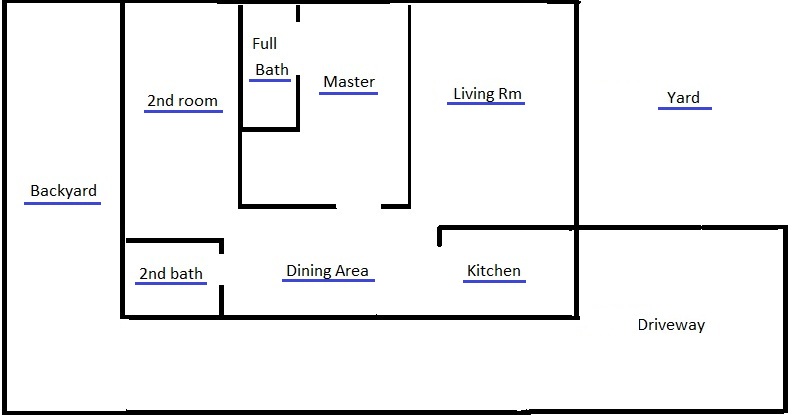 Full
Bath
Master
2nd room
Living Rm
Yard
Backyard
2nd bath
Dining Area
Kitchen
Driveway